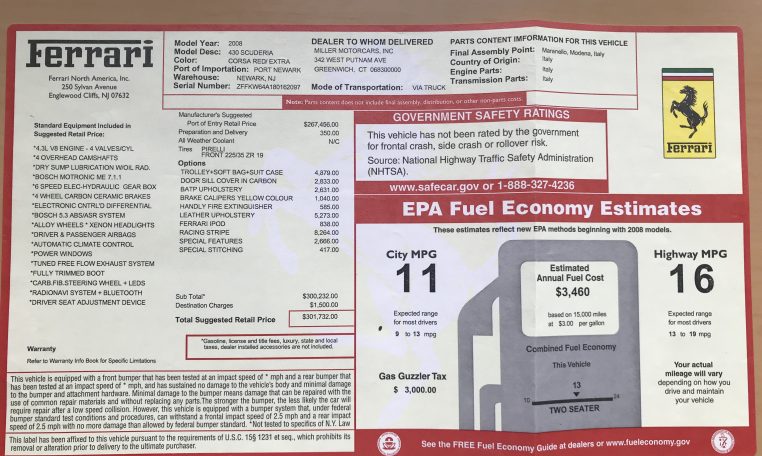 Ferrari
Ferrari North America, Inc.
250 Sylvan Avenue
Englewood Cliffs, NJ 07632
Model Year: 2008
Model Desc: 430 SCUDERIA
Color: CORSA RED/ EXTRA
Port of Importation: PORT NEWARK
Warehouse: NEWARK, NJ
Serial Number: ZFFKW64A180162097
DEALER TO WHOM DELIVERED
MILLER MOTORCARS, INC
342 WEST PUTNAM AVE
GREENWICH, CT 068300000
Mode of Transportation: VIA TRUCK
PARTS CONTENT IMFORMATION FOR THIS VEHICLE
Final Assembly Point: Maranello, Modena, Italy
Country of Origin: Italy
Engine Parts: Italy
Transmission Parts: Italy
Note: Parts content does not include final assembly, distribution, or other non-parts costs.
Ferrari
Standard Equipment Included in
Suggested Retail Price:
*4.3L V8 ENGINE - 4 VALVES/CYL
*4 OVERHEAD CAMSHAFTS
*DRY SUMP LUBRICATION W/OIL RAD.
*BOSCH MOTRONIC ME 7.1.1
*6 SPEED ELEC-HYDRAULIC GEAR BOX
*4 WHEEL CARBON CERAMIC BRAKES
*ELECTRONIC CNTRL'D DIFFERENTIAL
*BOSCH 5.3 ABS/ASR SYSTEM
*ALLOY WHEELS * XENON HEADLIGHTS
*DRIVER & PASSENGER AIRBAGS
*AUTOMATIC CLIMATE CONTROL
*POWER WINDOWS
*TUNED FREE FLOW EXHAUST SYSTEM
*FULLY TRIMMED BOOT
*CARB.FIB.STEERING WHEEL + LEDS
*RADIONAVI SYSTEM + BLUETOOTH
*DRIVER SEAT ADJUSTMENT DEVICE
Warranty
Refer to Warranty Info Book for Specific Limitations
Manufacturer's Suggested
Port of Entry Retail Price $267,456.00
Preparation and Delivery 350.00
All Weather Coolant N/C
Tires PIRELLI
FRONT 225/35 ZR 19
Options
TROLLEY+SOFT BAG+SUIT CASE 4,879.00
DOOR SILL COVER IN CARBON 2,833.00
BATP UPHOLSTERY 2,631.00
BRAKE CALIPERS YELLOW COLOUR 1,040.00
HANDLY FIRE EXTINGUISHER 585.00
LEATHER UPHOLSTERY 5,273.00
FERRARI IPOD 838.00
RACING STRIPE 8,264.00
SPECIAL FEATURES 2,666.00
SPECIAL STITCHING 417.00
Sub Total* $300,232.00
Destination Charges $1,500.00
Total Suggested Retail Price $301,732.00
*Gasoline, license and title fees, luxury, state and local
taxes, dealer installed accessories are not included.
GOVERNMENT SAFETY RATINGS
This vehicle has not been rated by the government
for frontal crash, side crash or rollover risk.
Source: National Highway Traffic Safety Administration
(NHTSA).
www.safecar.gov or 1-888-327-4236
EPA Fuel Economy Estimates
These estimates reflect new EPA methods beginning with 2008 models.
City MPG
11
Expected range
for most drivers
9 to 13 mpg
Gas Guzzler Tax
$ 3,000.00
Estimated
Annual Fuel Cost
$3,460
based on 15,000 miles
at $3.00 per gallon
Combined Fuel Economy
This Vehicle
13
10 24
TWO SEATER
Highway MPG
16
Expected range
for most drivers
13 to 19 mpg
Your actual
mileage will vary
depending on how you
drive and maintain
your vehicle
See the FREE Fuel Economy Guide at dealers or www.fueleconomy.gov
This vehicle is equipped with a front bumper that has been tested at an impact speed of * mph and a rear bumper that
has been tested at an impact speed of * mph, and has sustained no damage to the vehicle's body and minimal damage
to the bumper and attachment hardware. Minimal damage to the bumper means damage that can be repaired with the
use of common repair materials and without replacing any parts.The stronger the bumper, the less likely the car will
require repair after a low speed collision. However, this vehicle is equipped with a bumper system that, under federal
bumper standard test conditions and procedures, can withstand a frontal impact speed of 2.5 mph and a rear impact
speed of 2.5 mph with no more damage than allowed by federal bumper standard. *Not tested to specifics of N.Y. Law
This label has been affixed to this vehicle pursuant to the requirements of U.S.C. 15§ 1231 et seq., which prohibits its
removal or alteration prior to delivery to the ultimate purchaser.